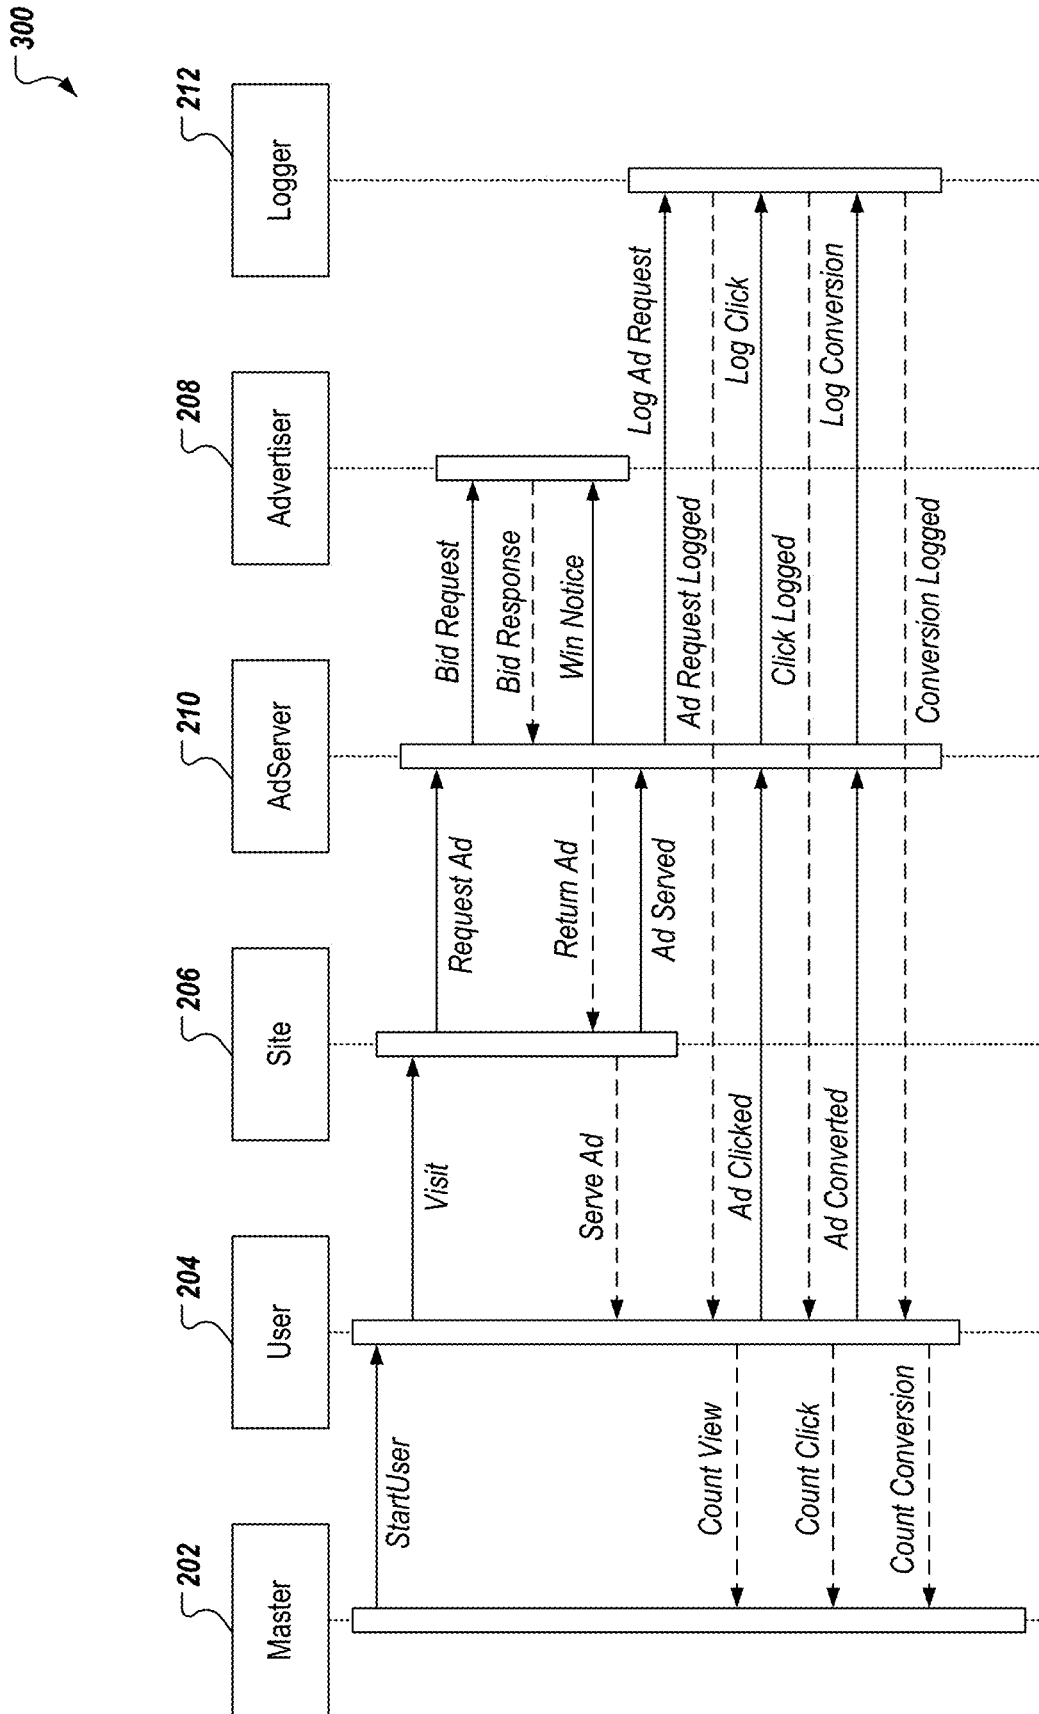 300
202
Master
204
User
206
Site
210
AdServer
208
Advertiser
212
Logger
StartUser
Visit
Request Ad
Bid Request
Bid Response
Win Notice
Return Ad
Serve Ad
Ad Served
Log Ad Request
Ad Request Logged
Count View
Ad Clicked
Log Click
Click Logged
Count Click
Ad Converted
Log Conversion
Conversion Logged
Count Conversion